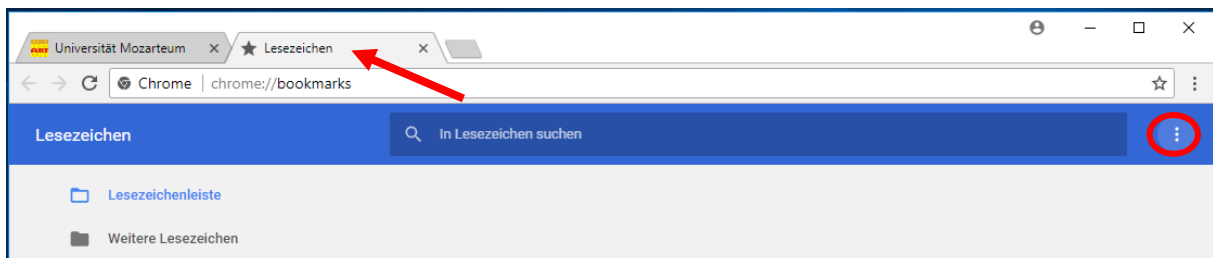 Universität Mozarteum
Lesezeichen
Chrome | chrome://bookmarks
Lesezeichen
In Lesezeichen suchen
Lesezeichenleiste
Weitere Lesezeichen